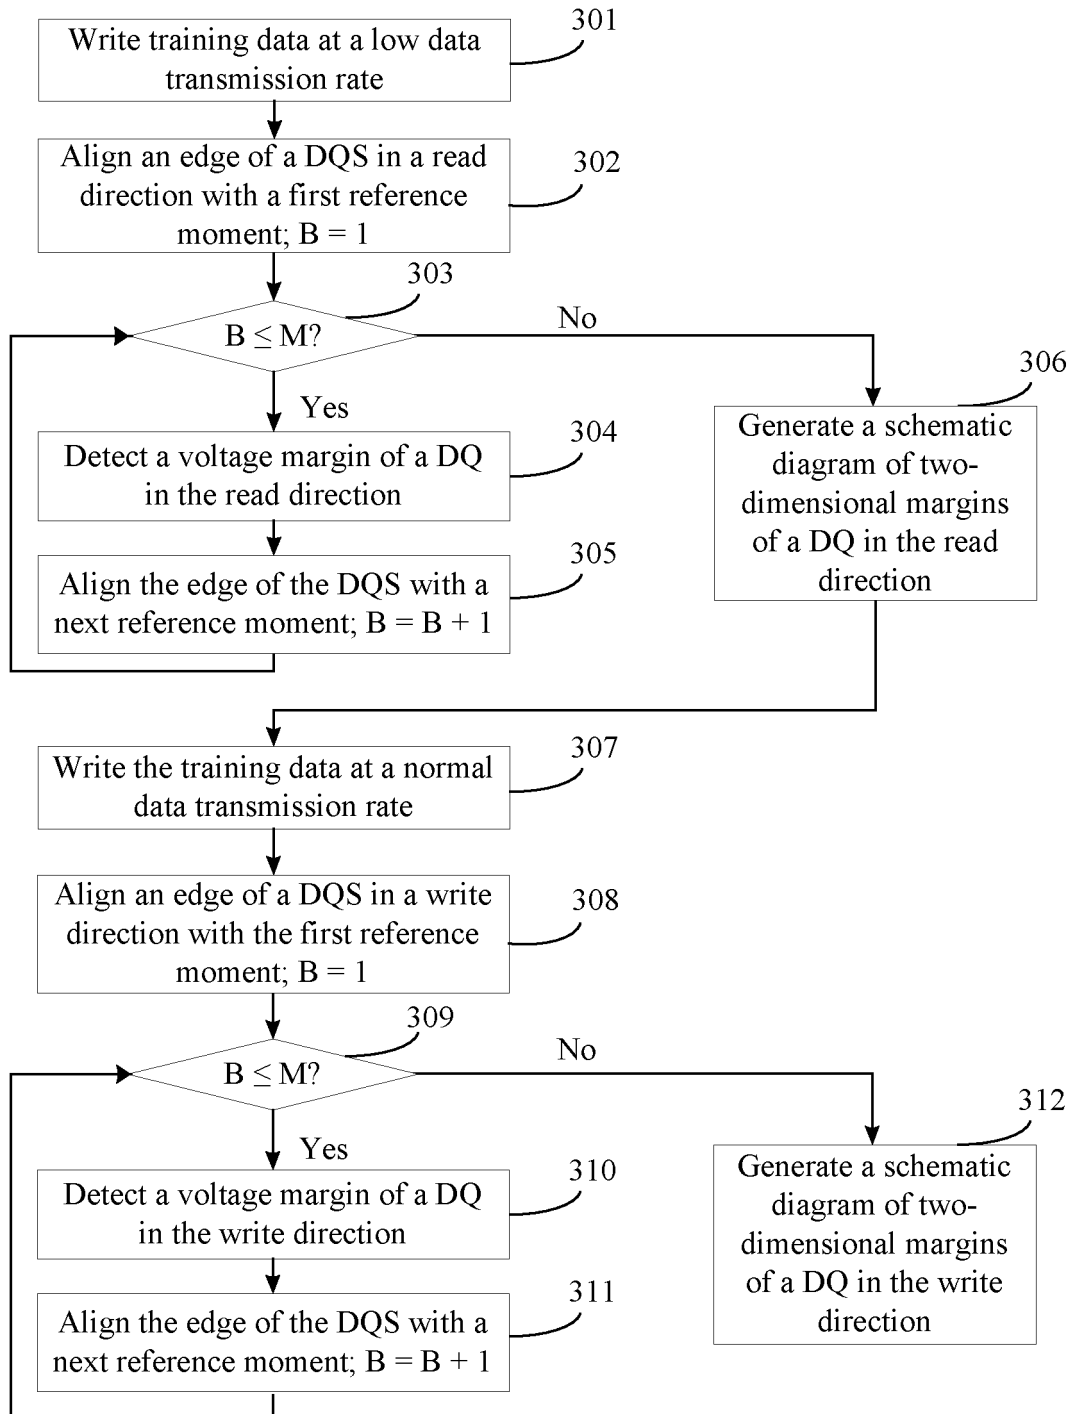 301
Write training data at a low data
transmission rate
Align an edge of a DQS in a read
direction with a first reference
moment; B = 1
302
303
B ≤ M?
No
Yes
306
Generate a schematic
diagram of two-
dimensional margins
of a DQ in the read
direction
304
Detect a voltage margin of a DQ
in the read direction
305
Align the edge of the DQS with a
next reference moment; B = B + 1
307
Write the training data at a normal
data transmission rate
Align an edge of a DQS in a write
direction with the first reference
moment; B = 1
308
309
B ≤ M?
No
Yes
312
Generate a schematic
diagram of two-
dimensional margins
of a DQ in the write
direction
310
Detect a voltage margin of a DQ
in the write direction
311
Align the edge of the DQS with a
next reference moment; B = B + 1